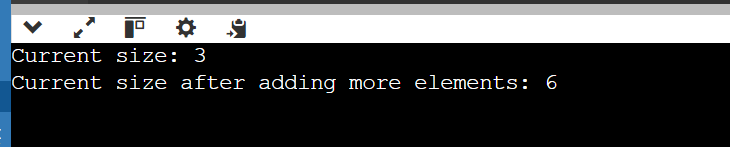 Current size: 3
Current size after adding more elements: 6